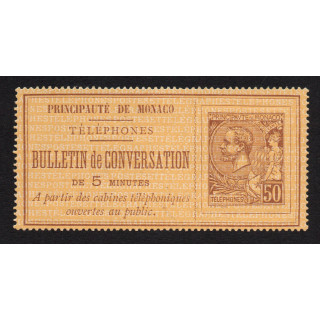 PRINCIPAUTÉ DE MONACO
TÉLÉPHONES
BULLETIN de CONVERSATION
DE 5 MINUTES
A partir des cabines téléphoniques
ouvertes au public.
PRINCIPAUTÉ DE MONACO
50
TÉLÉPHONES